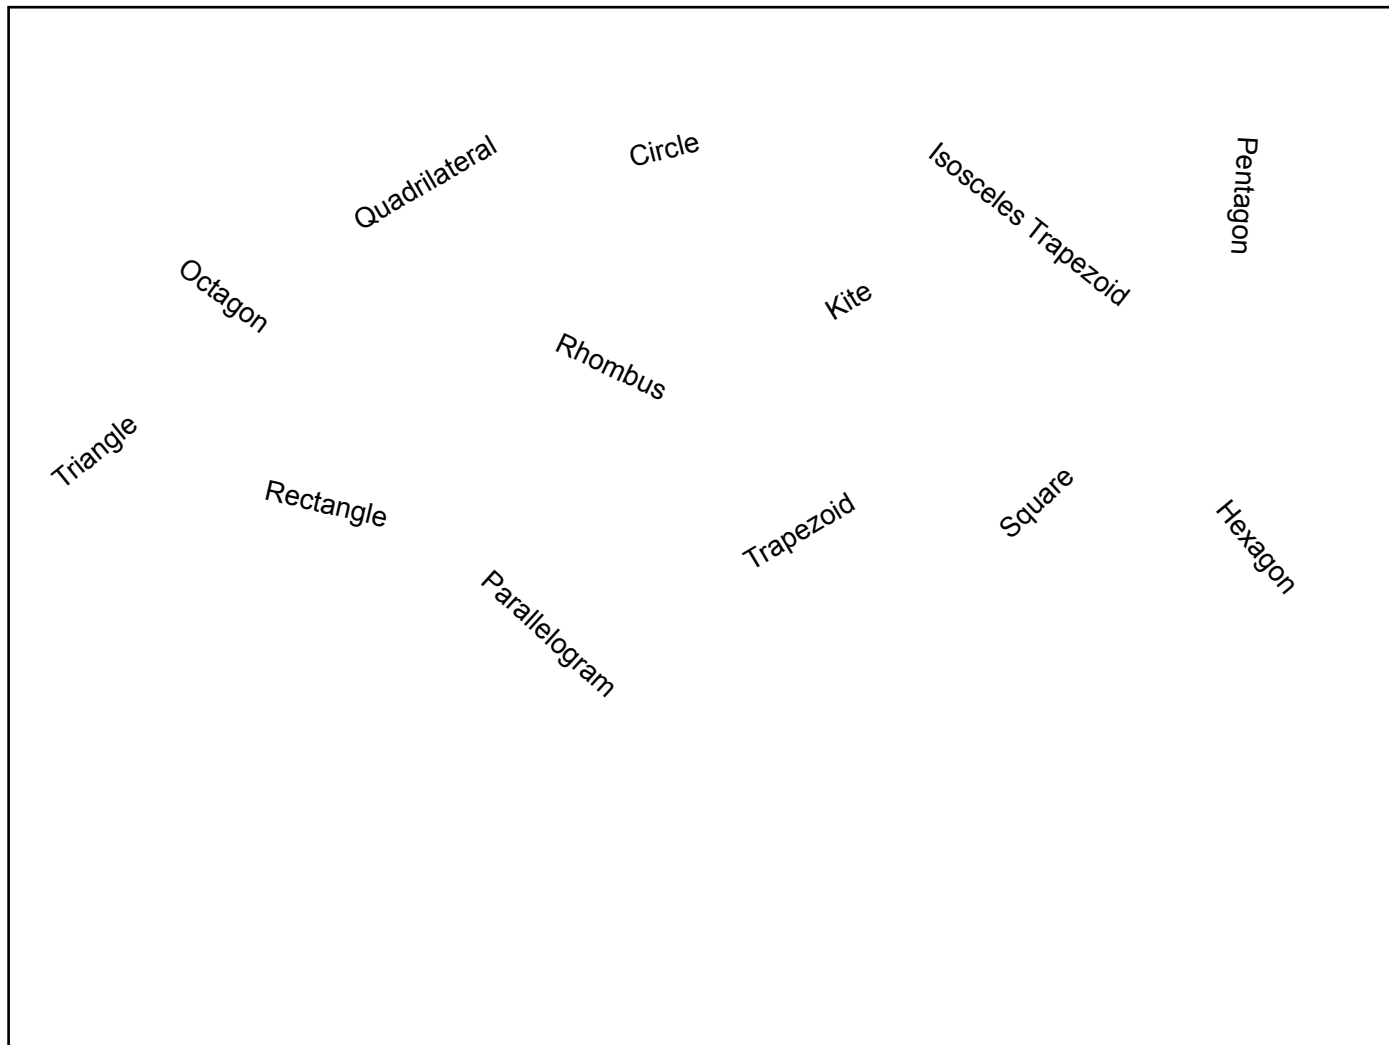 Quadrilateral
Circle
Isosceles Trapezoid
Pentagon
Octagon
Kite
Rhombus
Triangle
Rectangle
Trapezoid
Square
Hexagon
Parallelogram